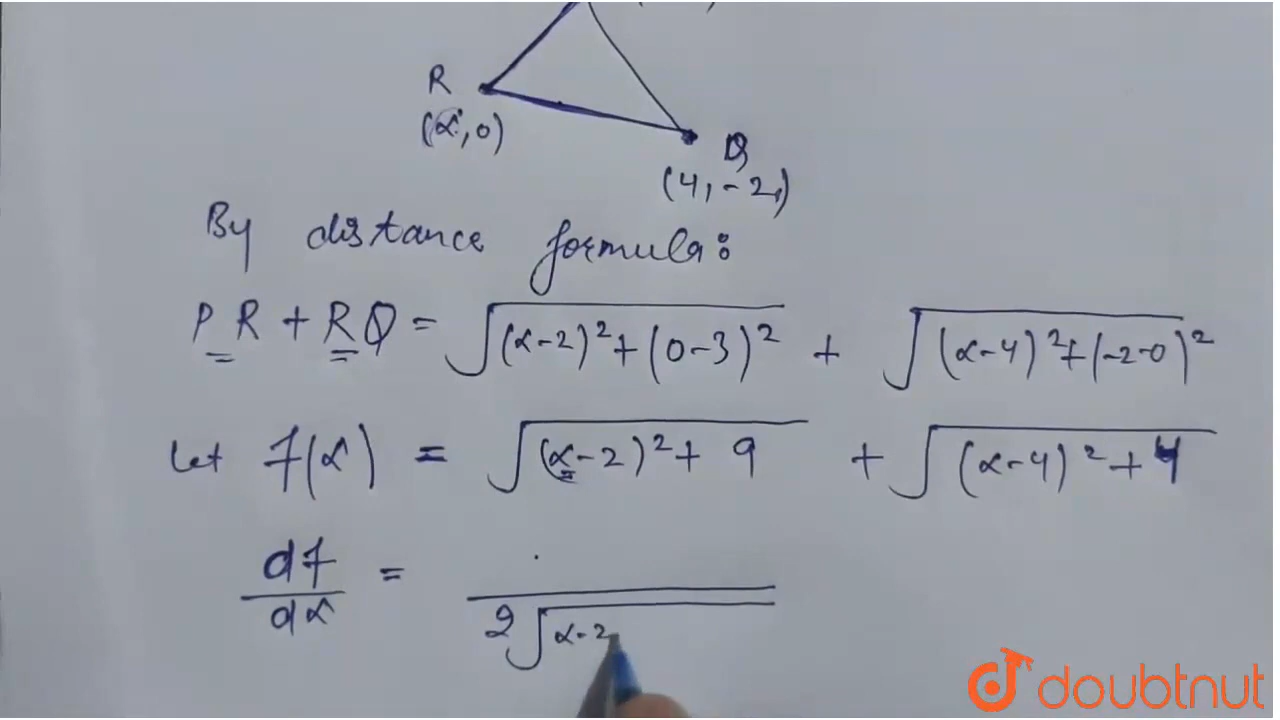 R
(α,0)
Q
(4,-2)
By distance formula:
PR + RQ = √((α-2)²+(0-3)²) + √((α-4)²+(-2-0)²)
Let f(α) = √((α-2)²+ 9) + √((α-4)²+4)
df/dα = /2√(α-2
doubtnut